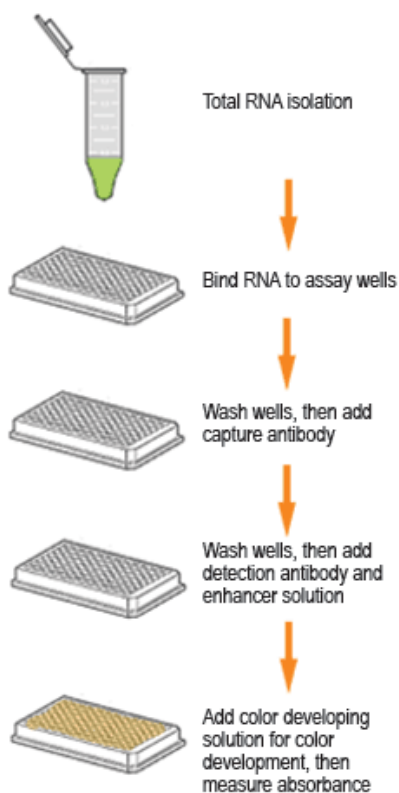 Total RNA isolation
Bind RNA to assay wells
Wash wells, then add
capture antibody
Wash wells, then add
detection antibody and
enhancer solution
Add color developing
solution for color
development, then
measure absorbance